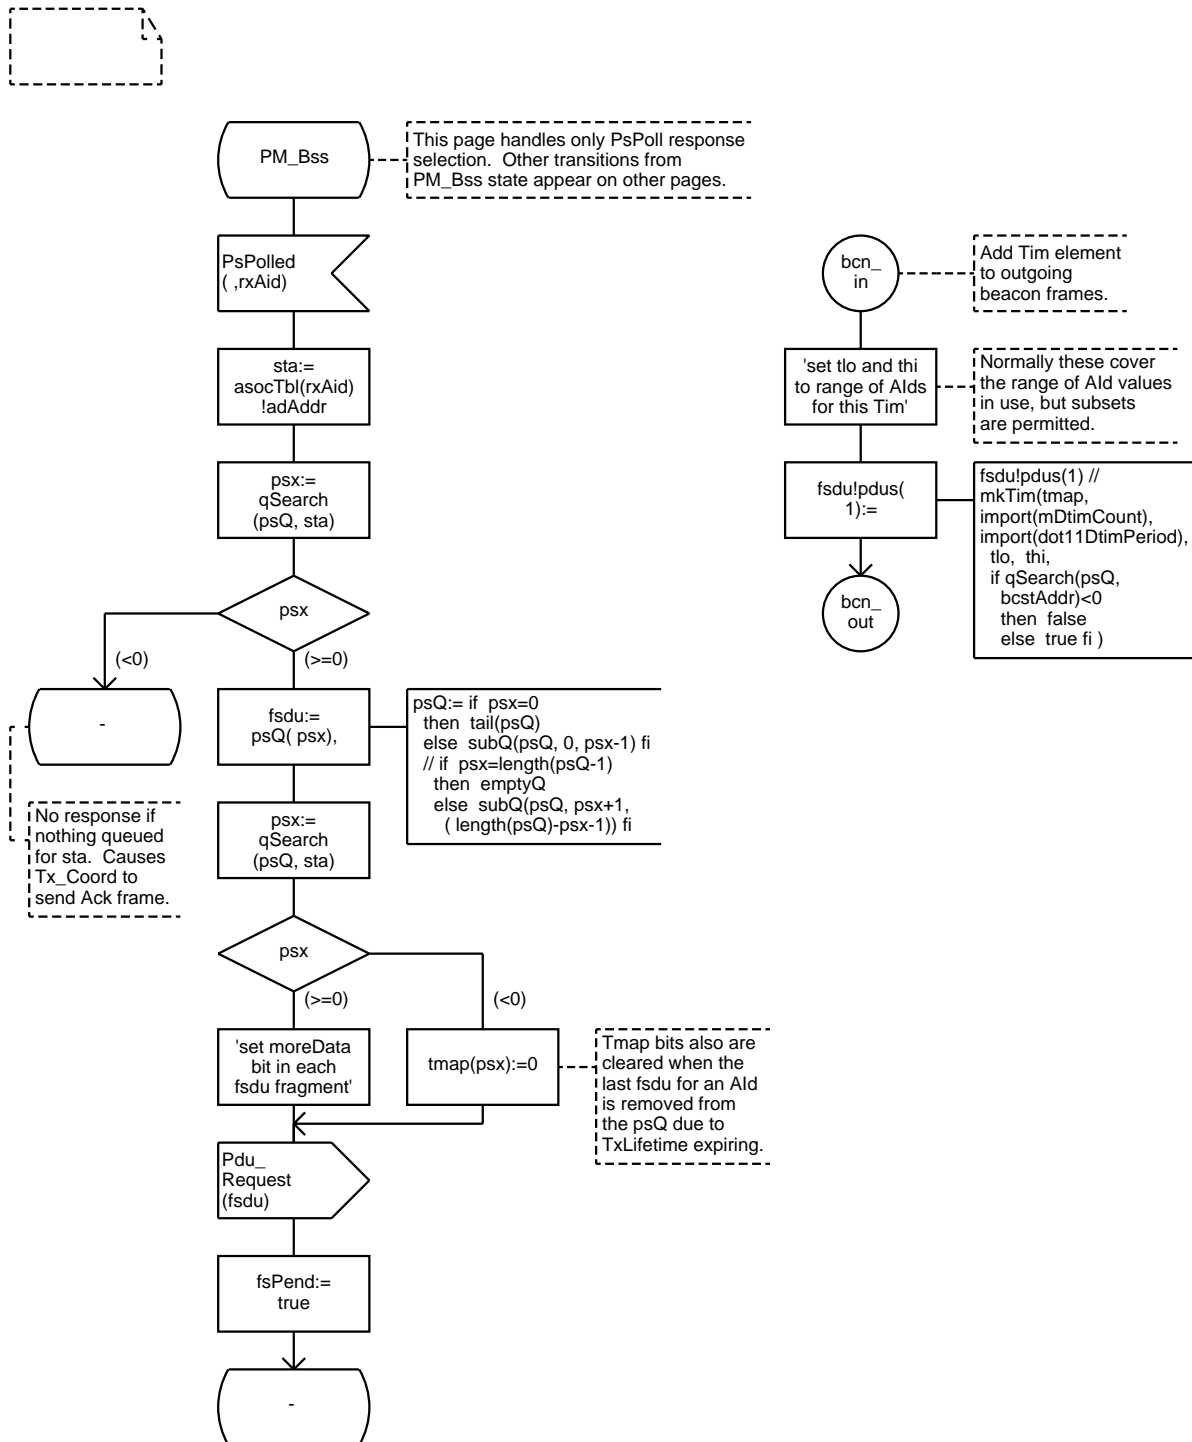 PM_Bss
This page handles only PsPoll response
selection.  Other transitions from
PM_Bss state appear on other pages.
PsPolled
( ,rxAid)
sta:=
asocTbl(rxAid)
!adAddr
psx:=
qSearch
(psQ, sta)
psx
(<0)
(>=0)
-
No response if
nothing queued
for sta.  Causes
Tx_Coord to
send Ack frame.
fsdu:=
psQ( psx),
psQ:= if  psx=0
then  tail(psQ)
else  subQ(psQ, 0, psx-1) fi
// if  psx=length(psQ-1)
then  emptyQ
else  subQ(psQ, psx+1,
( length(psQ)-psx-1)) fi
psx:=
qSearch
(psQ, sta)
psx
(>=0)
(<0)
'set moreData
bit in each
fsdu fragment'
tmap(psx):=0
Tmap bits also are
cleared when the
last fsdu for an AId
is removed from
the psQ due to
TxLifetime expiring.
Pdu_
Request
(fsdu)
fsPend:=
true
-
bcn_
in
Add Tim element
to outgoing
beacon frames.
'set tlo and thi
to range of AIds
for this Tim'
Normally these cover
the range of AId values
in use, but subsets
are permitted.
fsdu!pdus(
1):=
fsdu!pdus(1) //
mkTim(tmap,
import(mDtimCount),
import(dot11DtimPeriod),
tlo,  thi,
if qSearch(psQ,
bcstAddr)<0
then  false
else  true fi )
bcn_
out